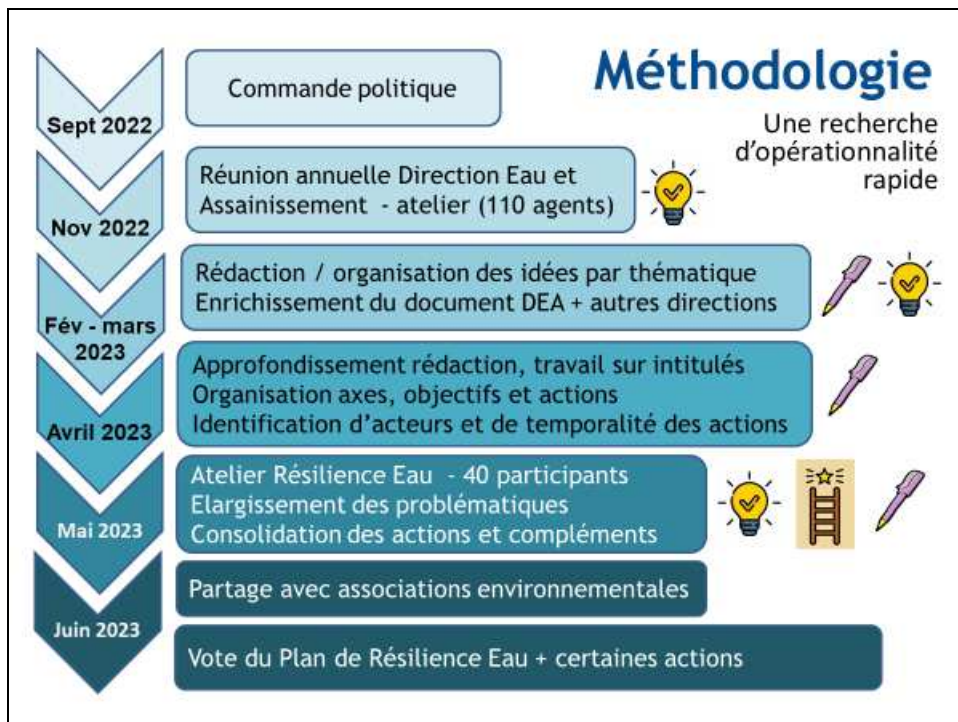 Méthodologie
Une recherche
d'opérationnalité
rapide
Sept 2022
Commande politique
Nov 2022
Réunion annuelle Direction Eau et
Assainissement - atelier (110 agents)
Fév - mars
2023
Rédaction / organisation des idées par thématique
Enrichissement du document DEA + autres directions
Avril 2023
Approfondissement rédaction, travail sur intitulés
Organisation axes, objectifs et actions
Identification d'acteurs et de temporalité des actions
Mai 2023
Atelier Résilience Eau - 40 participants
Elargissement des problématiques
Consolidation des actions et compléments
Juin 2023
Partage avec associations environnementales
Vote du Plan de Résilience Eau + certaines actions